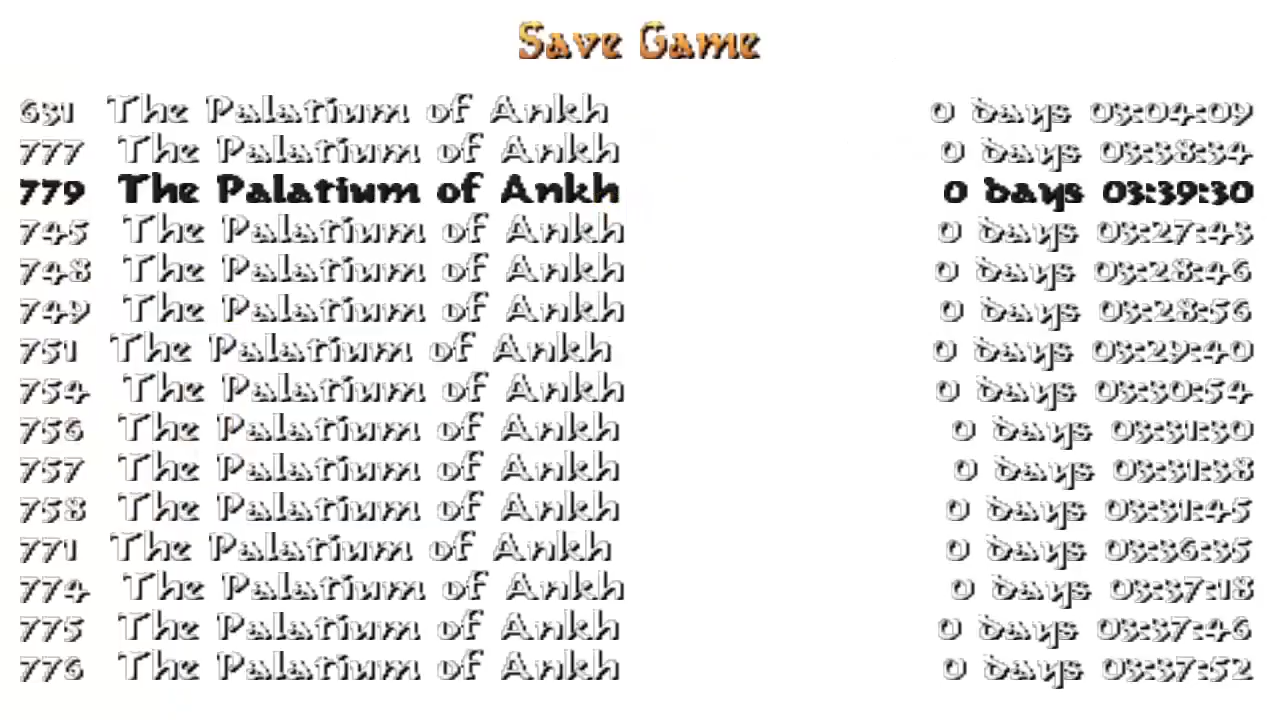 Save Game
631 The Palatium of Ankh 0 days 03:04:09
777 The Palatium of Ankh 0 days 03:38:34
779 The Palatium of Ankh 0 days 03:39:30
745 The Palatium of Ankh 0 days 03:27:43
748 The Palatium of Ankh 0 days 03:28:46
749 The Palatium of Ankh 0 days 03:28:56
751 The Palatium of Ankh 0 days 03:29:40
754 The Palatium of Ankh 0 days 03:30:54
756 The Palatium of Ankh 0 days 03:31:30
757 The Palatium of Ankh 0 days 03:31:38
758 The Palatium of Ankh 0 days 03:31:45
771 The Palatium of Ankh 0 days 03:36:35
774 The Palatium of Ankh 0 days 03:37:18
775 The Palatium of Ankh 0 days 03:37:46
776 The Palatium of Ankh 0 days 03:37:52